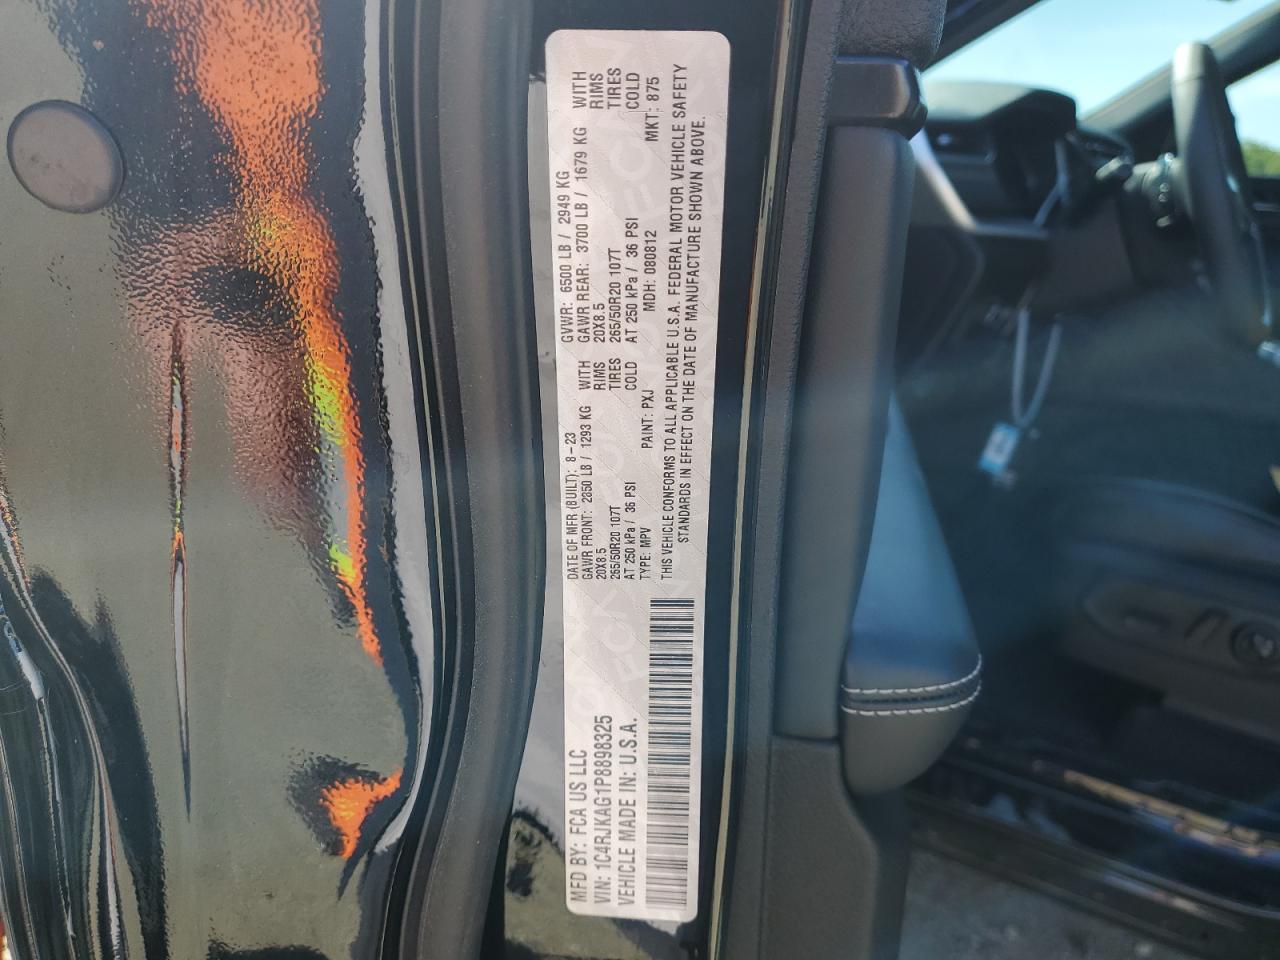 MFD BY: FCA US LLC
DATE OF MFR (BUILT): 8-23
GVWR: 6500 LB / 2949 KG
VIN: 1C4RJKAG1P8898325
GAWR FRONT: 2850 LB / 1293 KG WITH
GAWR REAR: 3700 LB / 1679 KG WITH
VEHICLE MADE IN: U.S.A.
20X8.5 RIMS
20X8.5 RIMS
265/50R20 107T TIRES
265/50R20 107T TIRES
AT 250 kPa / 36 PSI COLD
AT 250 kPa / 36 PSI COLD
TYPE: MPV PAINT: PXJ MDH: 080812 MKT: 875
THIS VEHICLE CONFORMS TO ALL APPLICABLE U.S.A. FEDERAL MOTOR VEHICLE SAFETY
STANDARDS IN EFFECT ON THE DATE OF MANUFACTURE SHOWN ABOVE.